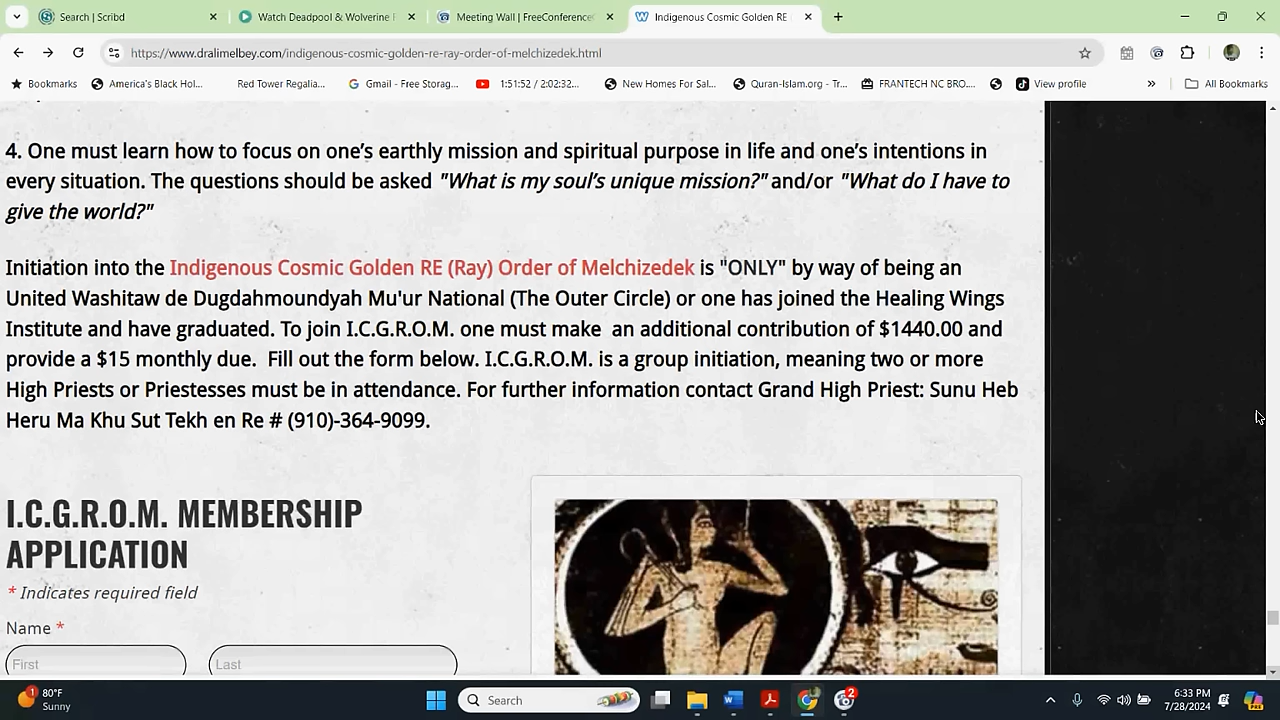 Search | Scribd
Watch Deadpool & Wolverine F
Meeting Wall | FreeConference
Indigenous Cosmic Golden RE
https://www.dralimelbey.com/indigenous-cosmic-golden-re-ray-order-of-melchizedek.html
Bookmarks
America's Black Hol...
Red Tower Regalia...
Gmail - Free Storag...
1:51:52 / 2:02:32...
New Homes For Sal...
Quran-Islam.org - Tr...
FRANTECH NC BRO....
View profile
All Bookmarks
4. One must learn how to focus on one's earthly mission and spiritual purpose in life and one's intentions in
every situation. The questions should be asked "What is my soul's unique mission?" and/or "What do I have to
give the world?"
Initiation into the Indigenous Cosmic Golden RE (Ray) Order of Melchizedek is "ONLY" by way of being an
United Washitaw de Dugdahmoundyah Mu'ur National (The Outer Circle) or one has joined the Healing Wings
Institute and have graduated. To join I.C.G.R.O.M. one must make an additional contribution of $1440.00 and
provide a $15 monthly due. Fill out the form below. I.C.G.R.O.M. is a group initiation, meaning two or more
High Priests or Priestesses must be in attendance. For further information contact Grand High Priest: Sunu Heb
Heru Ma Khu Sut Tekh en Re # (910)-364-9099.
I.C.G.R.O.M. MEMBERSHIP
APPLICATION
* Indicates required field
Name *
First
Last
1
80°F
Sunny
Search
2
6:33 PM
7/28/2024